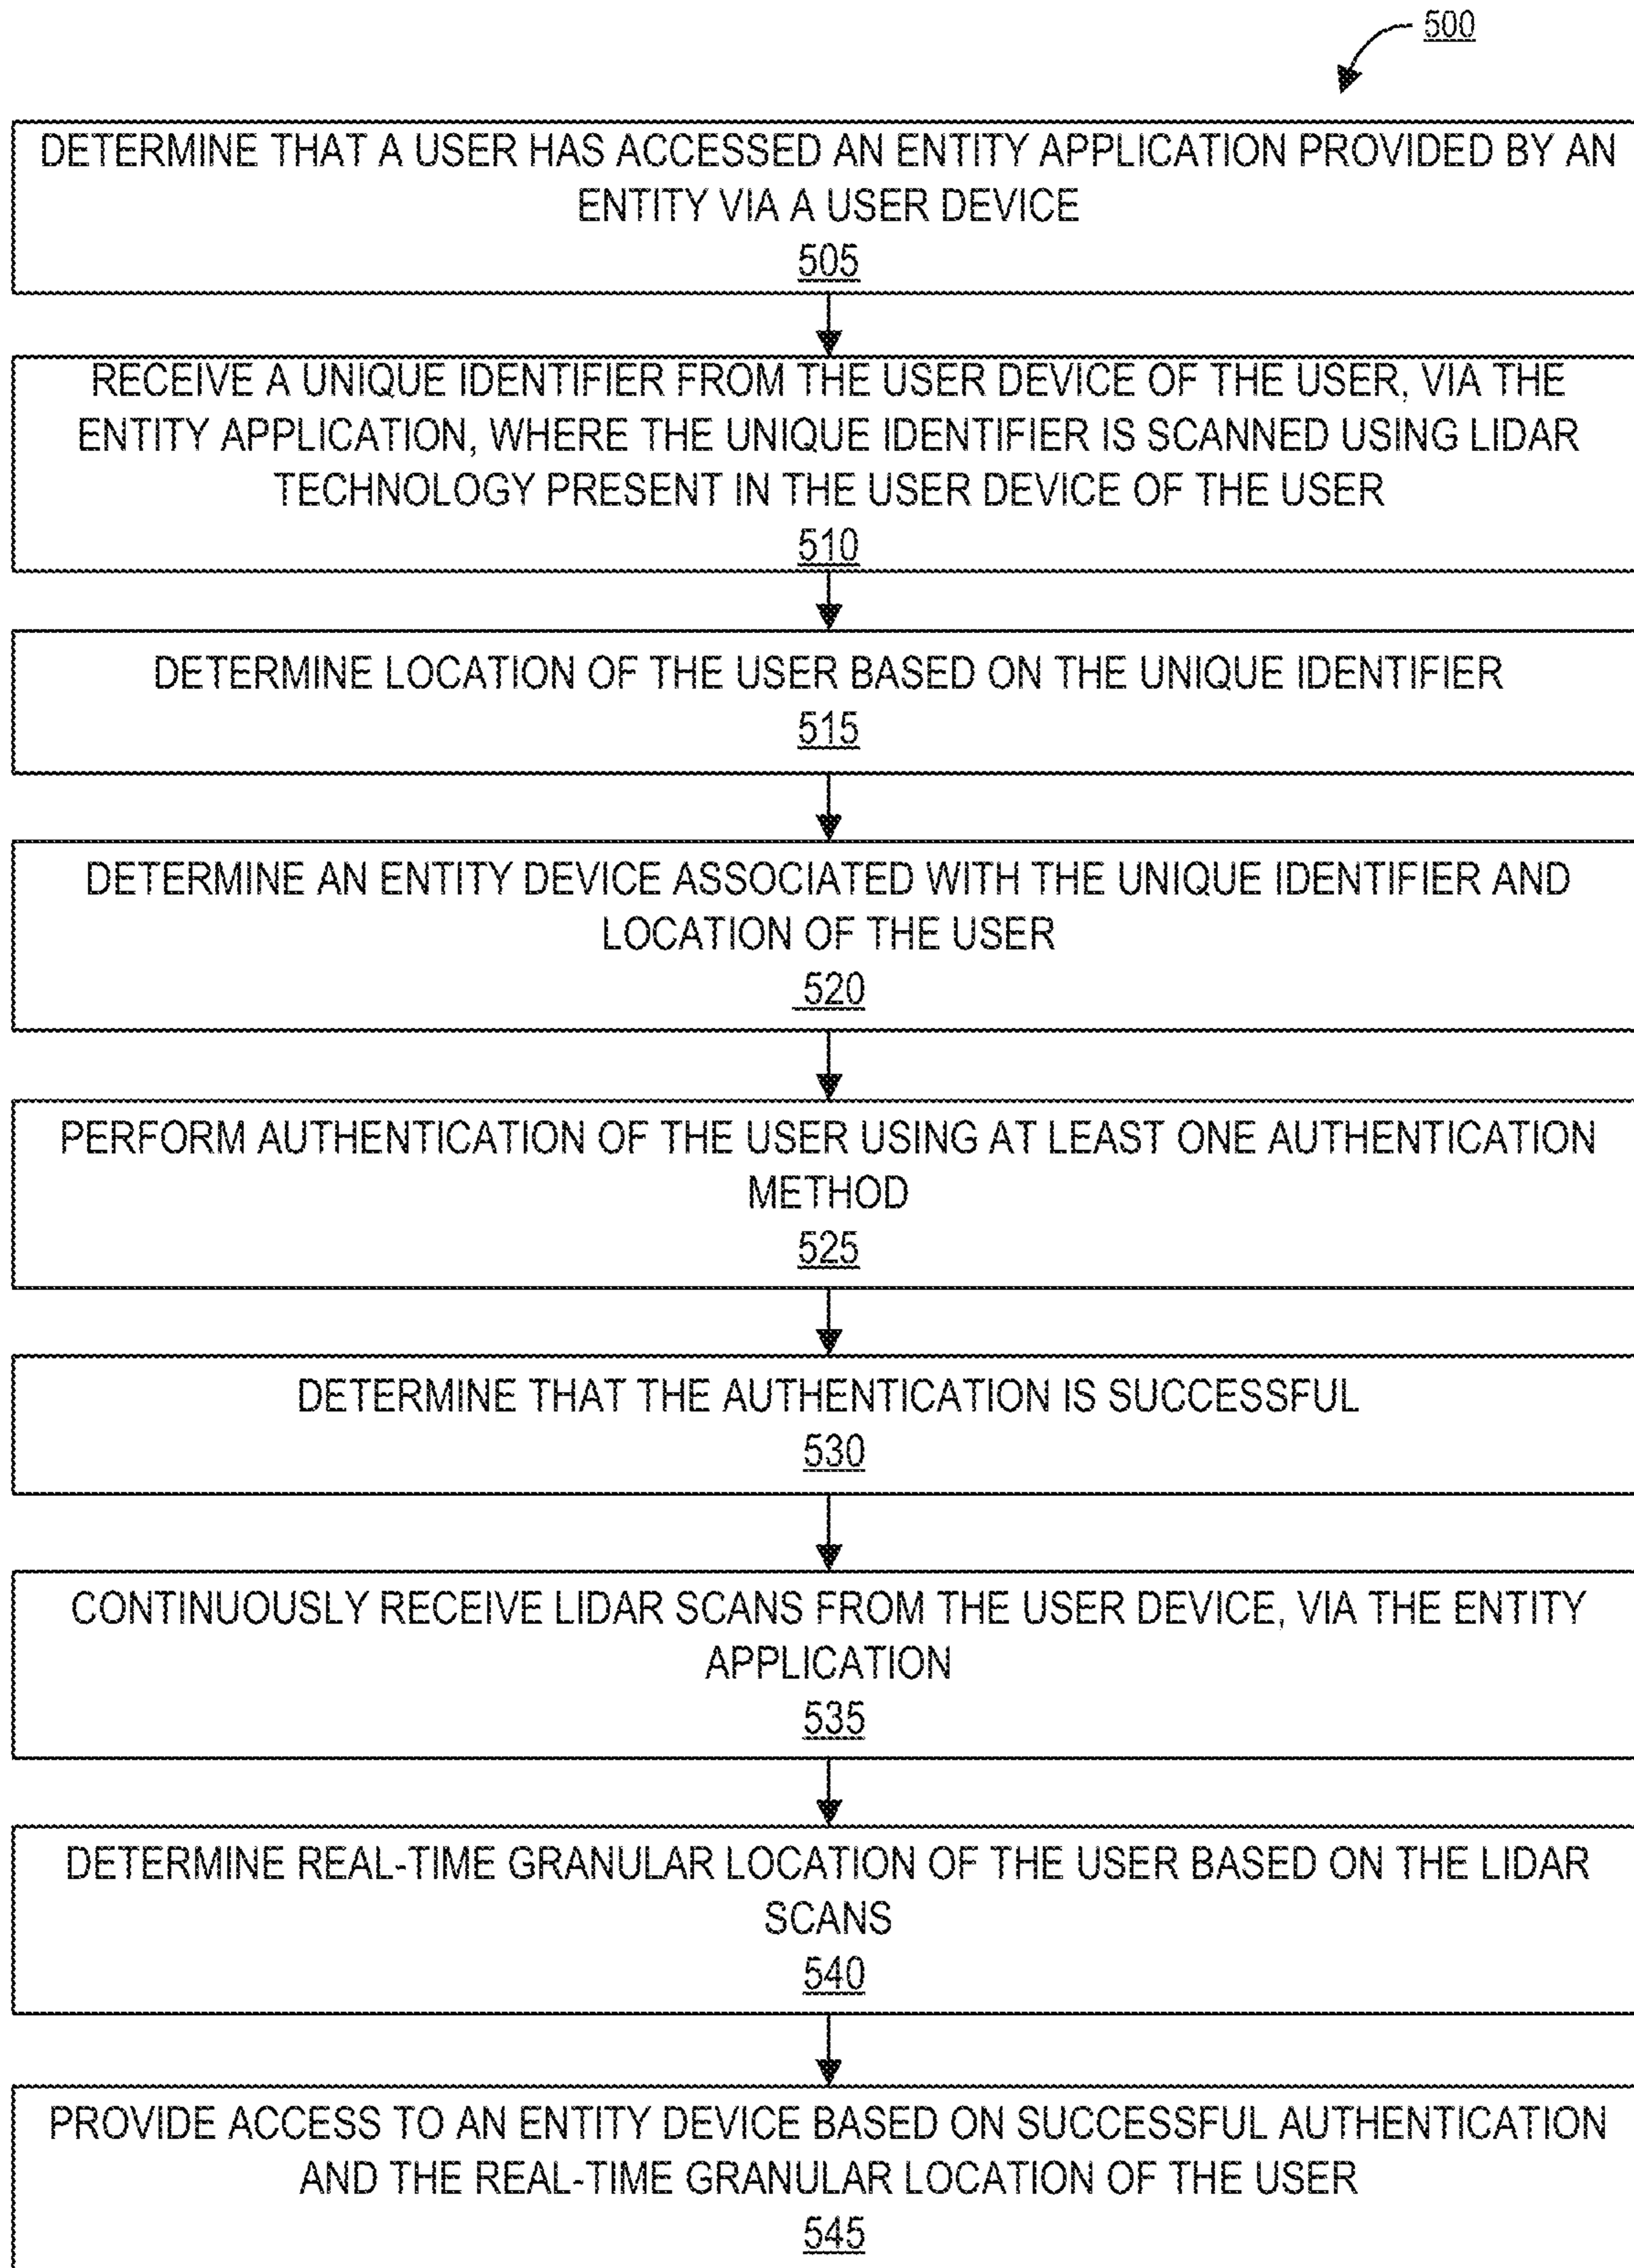 500
DETERMINE THAT A USER HAS ACCESSED AN ENTITY APPLICATION PROVIDED BY AN
ENTITY VIA A USER DEVICE
505
RECEIVE A UNIQUE IDENTIFIER FROM THE USER DEVICE OF THE USER, VIA THE
ENTITY APPLICATION, WHERE THE UNIQUE IDENTIFIER IS SCANNED USING LIDAR
TECHNOLOGY PRESENT IN THE USER DEVICE OF THE USER
510
DETERMINE LOCATION OF THE USER BASED ON THE UNIQUE IDENTIFIER
515
DETERMINE AN ENTITY DEVICE ASSOCIATED WITH THE UNIQUE IDENTIFIER AND
LOCATION OF THE USER
520
PERFORM AUTHENTICATION OF THE USER USING AT LEAST ONE AUTHENTICATION
METHOD
525
DETERMINE THAT THE AUTHENTICATION IS SUCCESSFUL
530
CONTINUOUSLY RECEIVE LIDAR SCANS FROM THE USER DEVICE, VIA THE ENTITY
APPLICATION
535
DETERMINE REAL-TIME GRANULAR LOCATION OF THE USER BASED ON THE LIDAR
SCANS
540
PROVIDE ACCESS TO AN ENTITY DEVICE BASED ON SUCCESSFUL AUTHENTICATION
AND THE REAL-TIME GRANULAR LOCATION OF THE USER
545